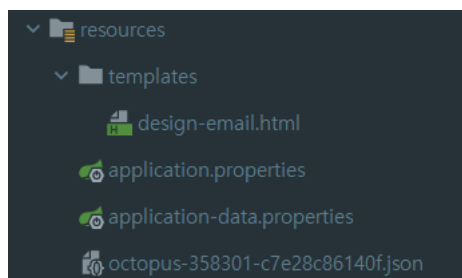 resources
templates
design-email.html
application.properties
application-data.properties
octopus-358301-c7e28c86140f.json